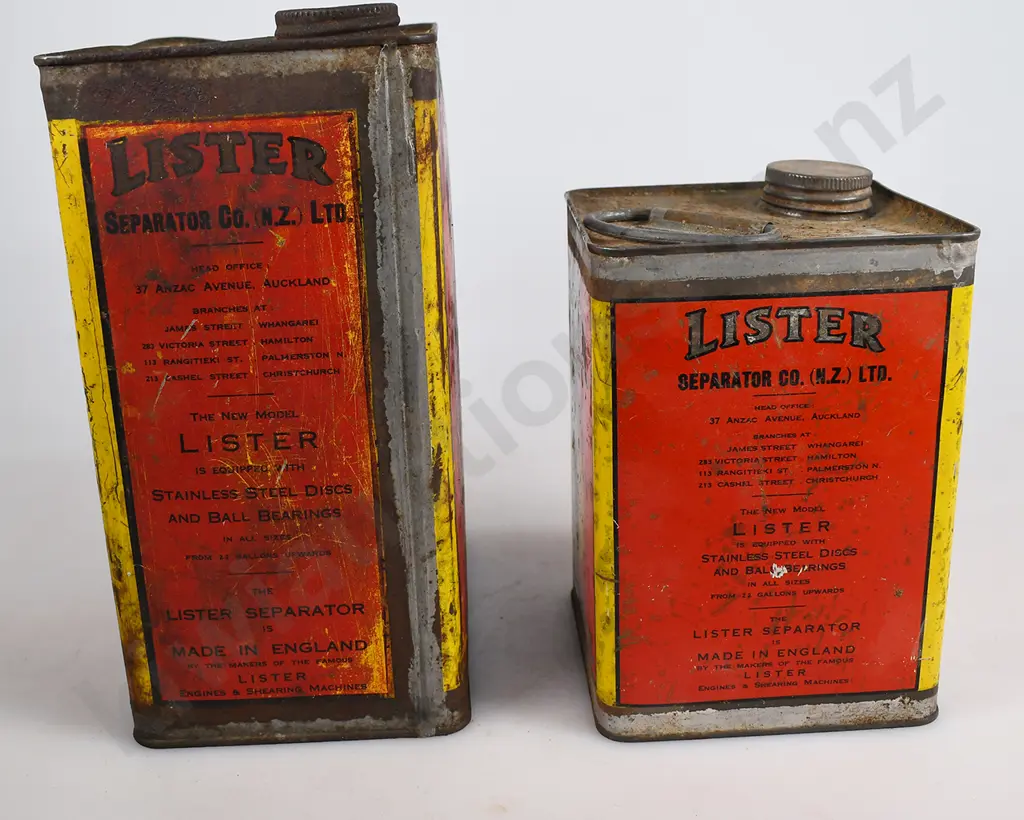 LISTER
SEPARATOR CO. (N.Z.) LTD.
HEAD OFFICE
37 ANZAC AVENUE, AUCKLAND
BRANCHES AT
JAMES STREET WHANGAREI
283 VICTORIA STREET HAMILTON
113 RANGITIEKI ST. PALMERSTON N.
213 CASHEL STREET CHRISTCHURCH
THE NEW MODEL
LISTER
IS EQUIPPED WITH
STAINLESS STEEL DISCS
AND BALL BEARINGS
IN ALL SIZES
FROM GALLONS UPWARDS
THE
LISTER SEPARATOR
IS
MADE IN ENGLAND
BY THE MAKERS OF THE FAMOUS
LISTER
ENGINES & SHEARING MACHINES
LISTER
SEPARATOR CO. (N.Z.) LTD.
HEAD OFFICE
37 ANZAC AVENUE, AUCKLAND
BRANCHES AT
JAMES STREET WHANGAREI
283 VICTORIA STREET HAMILTON
113 RANGITIEKI ST. PALMERSTON N.
213 CASHEL STREET CHRISTCHURCH
THE NEW MODEL
LISTER
IS EQUIPPED WITH
STAINLESS STEEL DISCS
AND BALL BEARINGS
IN ALL SIZES
FROM GALLONS UPWARDS
THE
LISTER SEPARATOR
IS
MADE IN ENGLAND
BY THE MAKERS OF THE FAMOUS
LISTER
ENGINES & SHEARING MACHINES